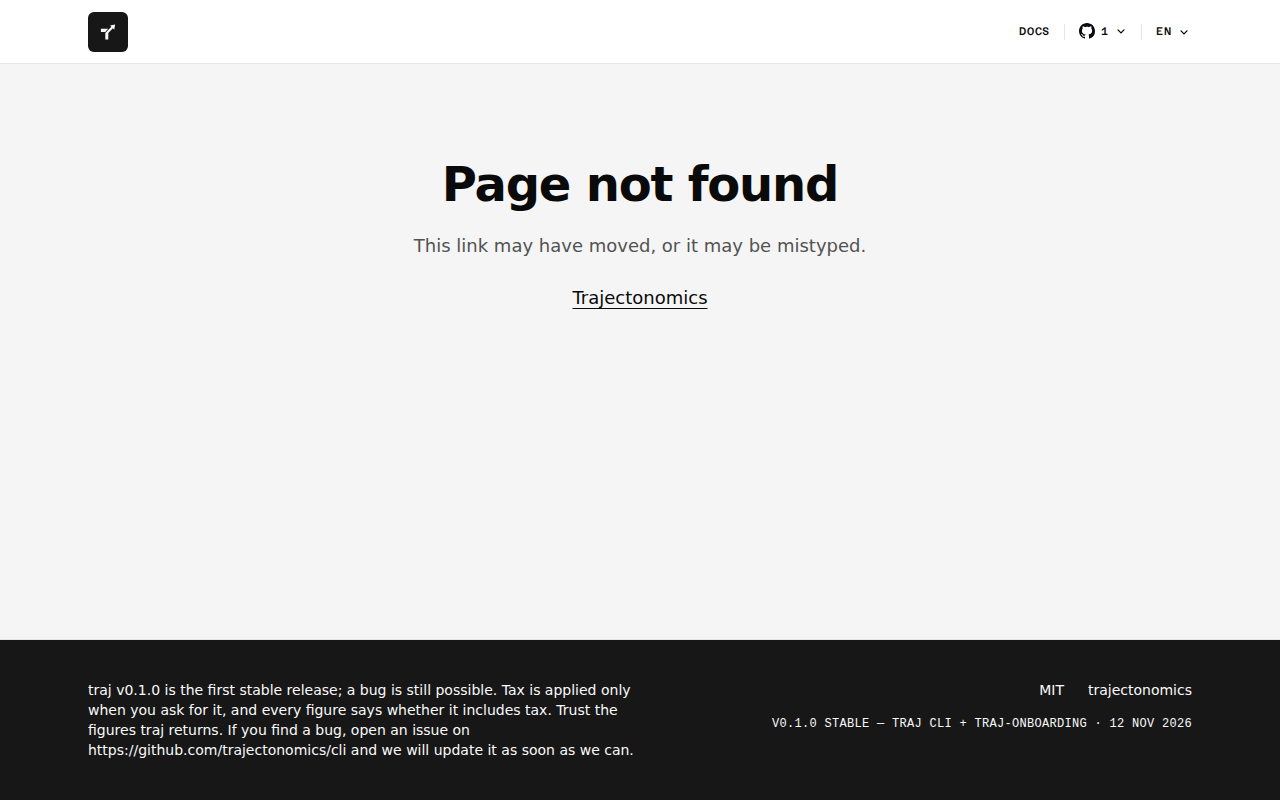 DOCS
1
EN
Page not found
This link may have moved, or it may be mistyped.
Trajectonomics
traj v0.1.0 is the first stable release; a bug is still possible. Tax is applied only
when you ask for it, and every figure says whether it includes tax. Trust the
figures traj returns. If you find a bug, open an issue on
https://github.com/trajectonomics/cli and we will update it as soon as we can.
MIT trajectonomics
V0.1.0 STABLE — TRAJ CLI + TRAJ-ONBOARDING · 12 NOV 2026